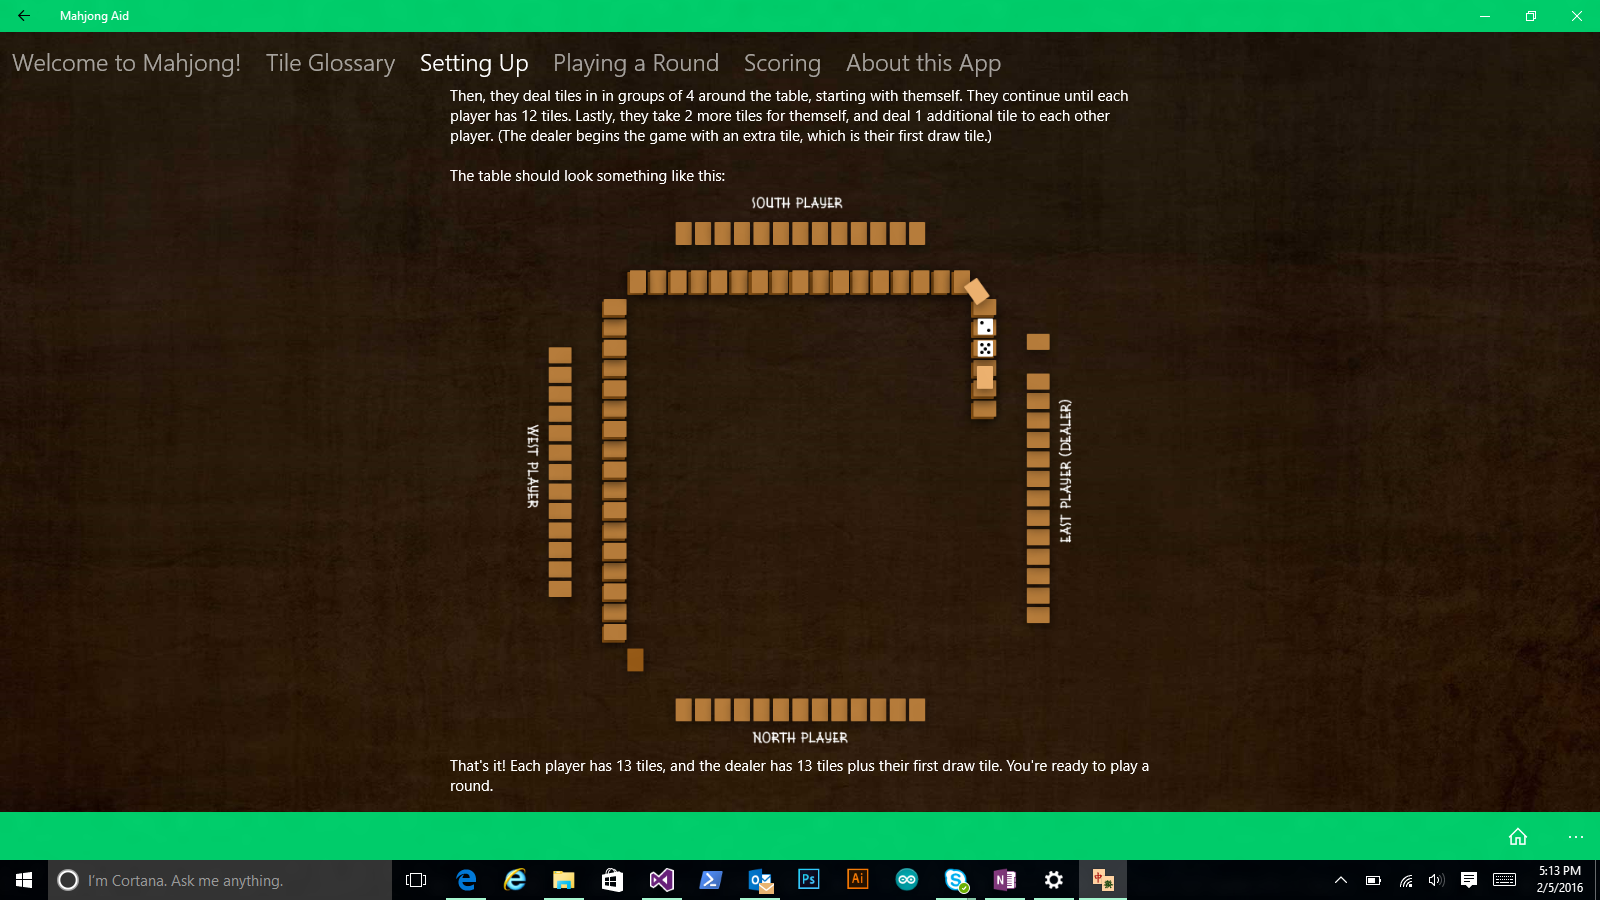 Mahjong Aid
Welcome to Mahjong! Tile Glossary Setting Up Playing a Round Scoring About this App
Then, they deal tiles in in groups of 4 around the table, starting with themself. They continue until each
player has 12 tiles. Lastly, they take 2 more tiles for themself, and deal 1 additional tile to each other
player. (The dealer begins the game with an extra tile, which is their first draw tile.)
The table should look something like this:
SOUTH PLAYER
WEST PLAYER
EAST PLAYER (DEALER)
NORTH PLAYER
That's it! Each player has 13 tiles, and the dealer has 13 tiles plus their first draw tile. You're ready to play a
round.
I'm Cortana. Ask me anything.
Ps
Ai
5:13 PM
2/5/2016